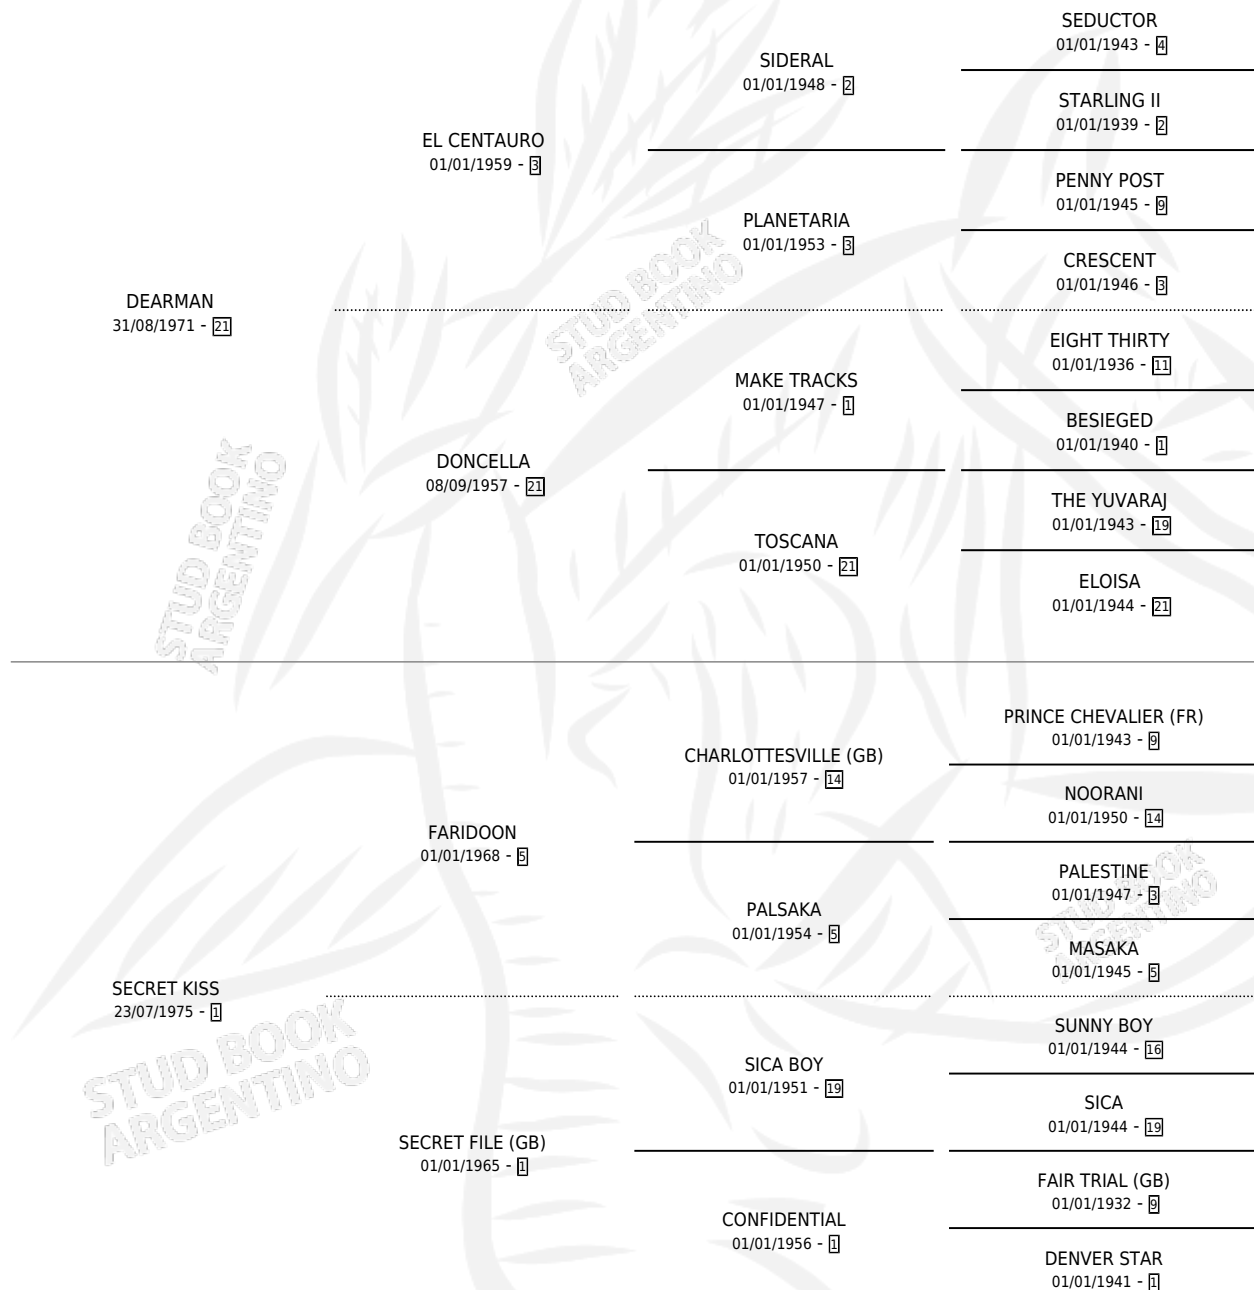 SEDUCTOR
01/01/1943 - 4
SIDERAL
01/01/1948 - 2
STARLING II
01/01/1939 - 2
EL CENTAURO
01/01/1959 - 3
PENNY POST
01/01/1945 - 9
PLANETARIA
01/01/1953 - 3
CRESCENT
01/01/1946 - 3
DEARMAN
31/08/1971 - 21
EIGHT THIRTY
01/01/1936 - 11
MAKE TRACKS
01/01/1947 - 1
BESIEGED
01/01/1940 - 1
DONCELLA
08/09/1957 - 21
THE YUVARAJ
01/01/1943 - 19
TOSCANA
01/01/1950 - 21
ELOISA
01/01/1944 - 21
PRINCE CHEVALIER (FR)
01/01/1943 - 9
CHARLOTTESVILLE (GB)
01/01/1957 - 14
NOORANI
01/01/1950 - 14
FARIDOON
01/01/1968 - 5
PALESTINE
01/01/1947 - 3
PALSAKA
01/01/1954 - 5
MASAKA
01/01/1945 - 5
SECRET KISS
23/07/1975 - 1
SUNNY BOY
01/01/1944 - 16
SICA BOY
01/01/1951 - 19
SICA
01/01/1944 - 19
SECRET FILE (GB)
01/01/1965 - 1
FAIR TRIAL (GB)
01/01/1932 - 9
CONFIDENTIAL
01/01/1956 - 1
DENVER STAR
01/01/1941 - 1
STUD BOOK
ARGENTINO
STUD BOOK
ARGENTINO
STUD BOOK
ARGENTINO
STUD BOOK
ARGENTINO